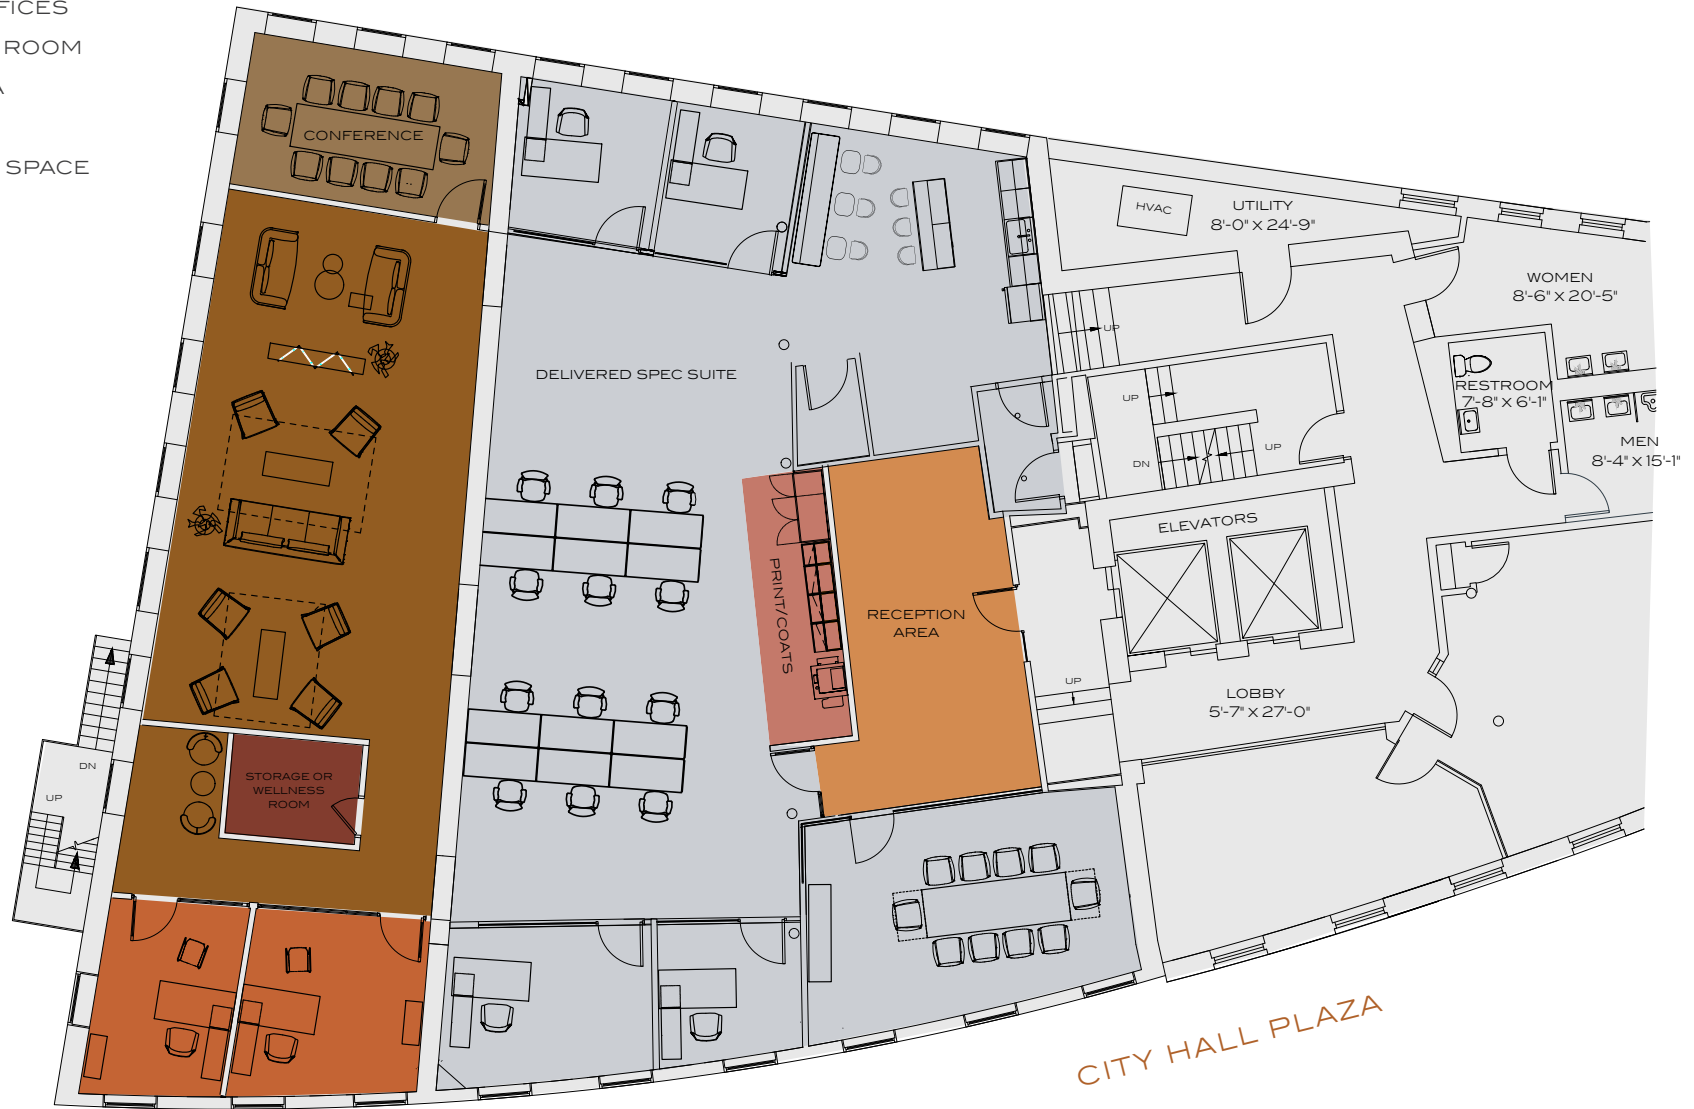 FICES
ROOM
A
SPACE
CONFERENCE
HVAC
UTILITY
8'-0" X 24'-9"
WOMEN
8'-6" X 20'-5"
UP
DELIVERED SPEC SUITE
RESTROOM
7'-8" X 6'-1"
UP
MEN
8'-4" X 15'-1"
UP
DN
ELEVATORS
PRINT/COATS
RECEPTION
AREA
UP
LOBBY
5'-7" X 27'-0"
STORAGE OR
WELLNESS
ROOM
DN
UP
CITY HALL PLAZA